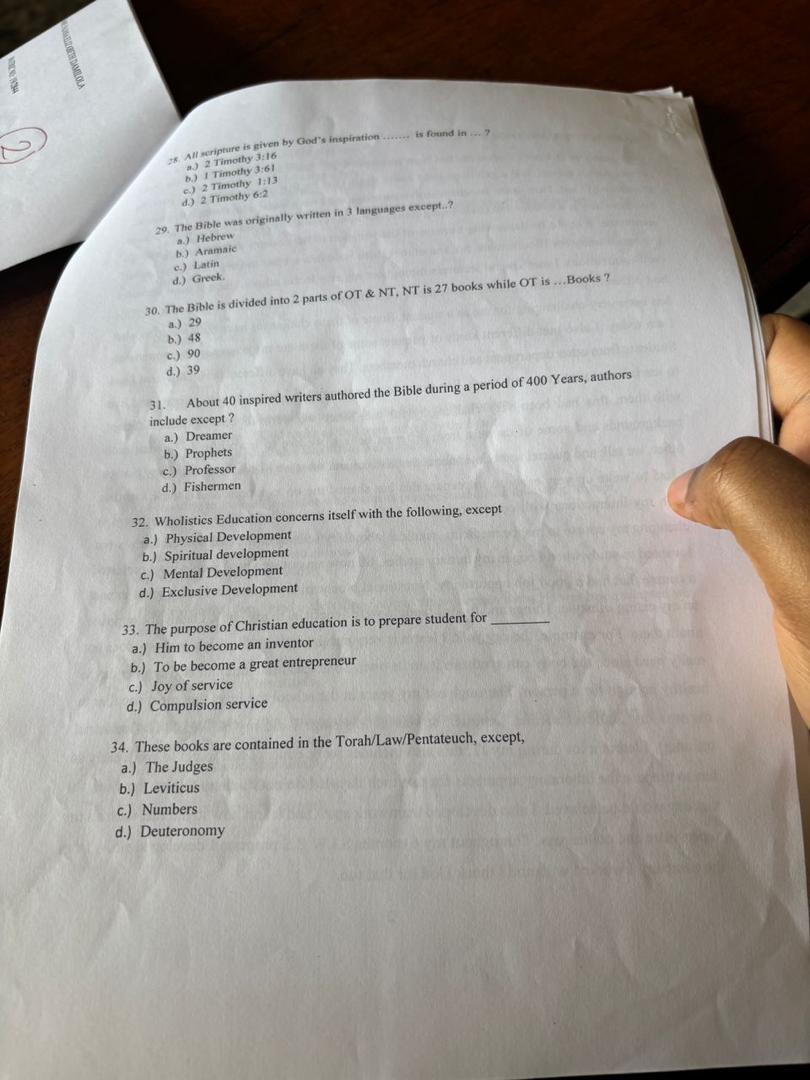 28. All scripture is given by God's inspiration ....... is found in ... ?
a.) 2 Timothy 3:16
b.) 1 Timothy 3:61
c.) 2 Timothy 1:13
d.) 2 Timothy 6:2
29. The Bible was originally written in 3 languages except..?
a.) Hebrew
b.) Aramaic
c.) Latin
d.) Greek.
30. The Bible is divided into 2 parts of OT & NT, NT is 27 books while OT is ...Books ?
a.) 29
b.) 48
c.) 90
d.) 39
31. About 40 inspired writers authored the Bible during a period of 400 Years, authors
include except ?
a.) Dreamer
b.) Prophets
c.) Professor
d.) Fishermen
32. Wholistics Education concerns itself with the following, except
a.) Physical Development
b.) Spiritual development
c.) Mental Development
d.) Exclusive Development
33. The purpose of Christian education is to prepare student for ________
a.) Him to become an inventor
b.) To be become a great entrepreneur
c.) Joy of service
d.) Compulsion service
34. These books are contained in the Torah/Law/Pentateuch, except,
a.) The Judges
b.) Leviticus
c.) Numbers
d.) Deuteronomy
2